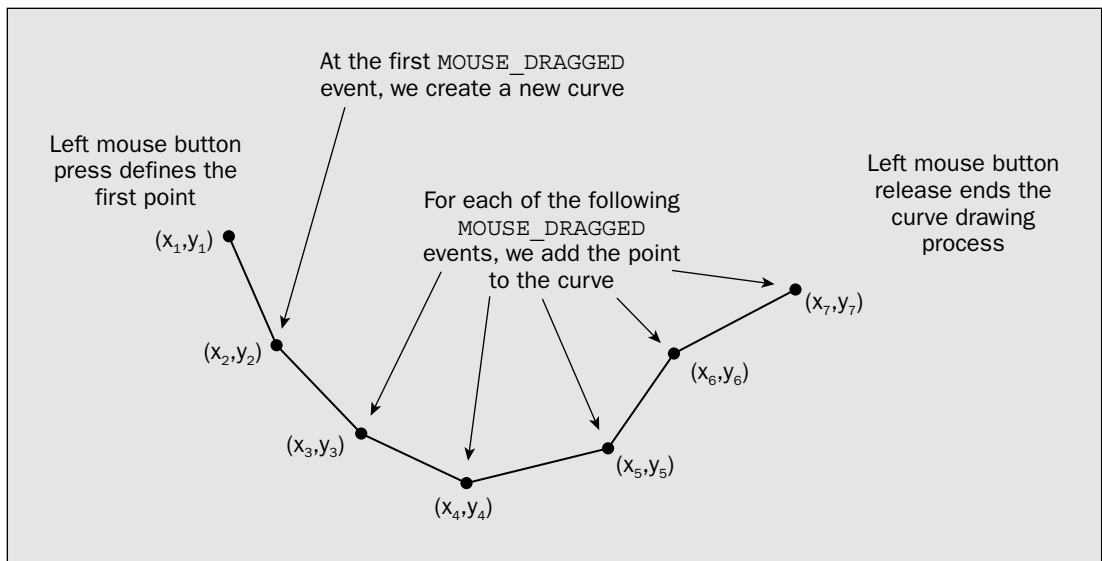 At the first MOUSE_DRAGGED
event, we create a new curve
Left mouse button
press defines the
first point
Left mouse button
release ends the
curve drawing
process
For each of the following
MOUSE_DRAGGED
events, we add the point
to the curve
(x₁,y₁)
(x₂,y₂)
(x₃,y₃)
(x₄,y₄)
(x₅,y₅)
(x₆,y₆)
(x₇,y₇)